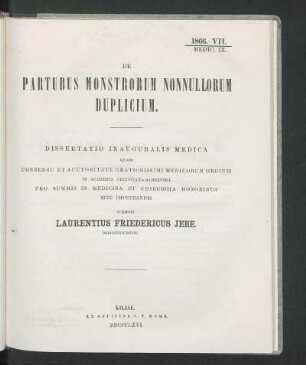 1866. VII.
MEDIC. IX.
DE
PARTUBUS MONSTRORUM NONNULLORUM
DUPLICIUM.
DISSERTATIO INAUGURALIS MEDICA
QUAM
CONSENSU ET AUCTORITATE GRATIOSISSIMI MEDICORUM ORDINIS
IN ACADEMIA CHRISTIANA-ALBERTINA
PRO SUMMIS IN MEDICINA ET CHIRURGIA HONORIBUS
RITE
SCRIPSIT
LAURENTIUS FRIEDERICUS JEBE.
KILIAE.
EX OFFICINA C. F. MOHR.
MDCCCLXVI.